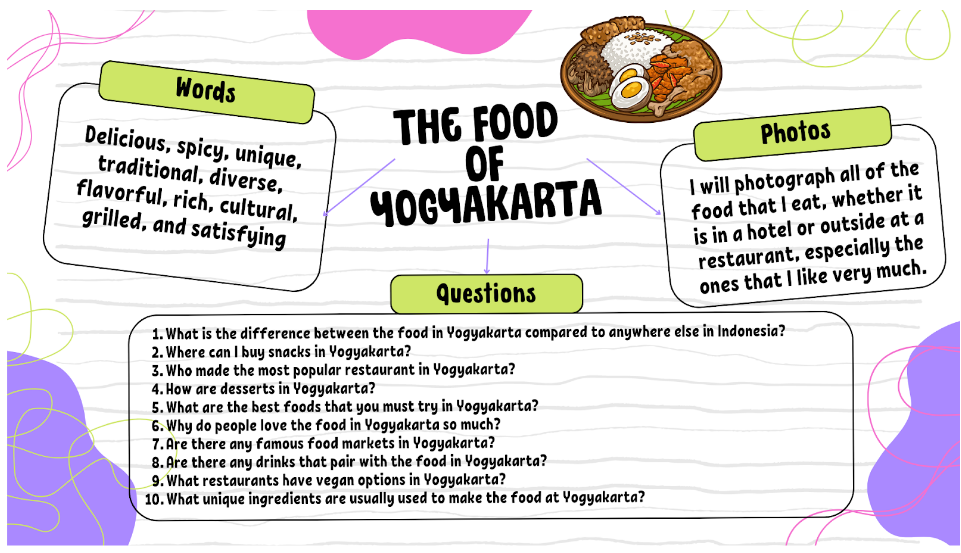 THE FOOD
OF
YOGYAKARTA
Words
Delicious, spicy, unique,
traditional, diverse,
flavorful, rich, cultural,
grilled, and satisfying
Photos
I will photograph all of the
food that I eat, whether it
is in a hotel or outside at a
restaurant, especially the
ones that I like very much.
Questions
1. What is the difference between the food in Yogyakarta compared to anywhere else in Indonesia?
2. Where can I buy snacks in Yogyakarta?
3. Who made the most popular restaurant in Yogyakarta?
4. How are desserts in Yogyakarta?
5. What are the best foods that you must try in Yogyakarta?
6. Why do people love the food in Yogyakarta so much?
7. Are there any famous food markets in Yogyakarta?
8. Are there any drinks that pair with the food in Yogyakarta?
9. What restaurants have vegan options in Yogyakarta?
10. What unique ingredients are usually used to make the food at Yogyakarta?